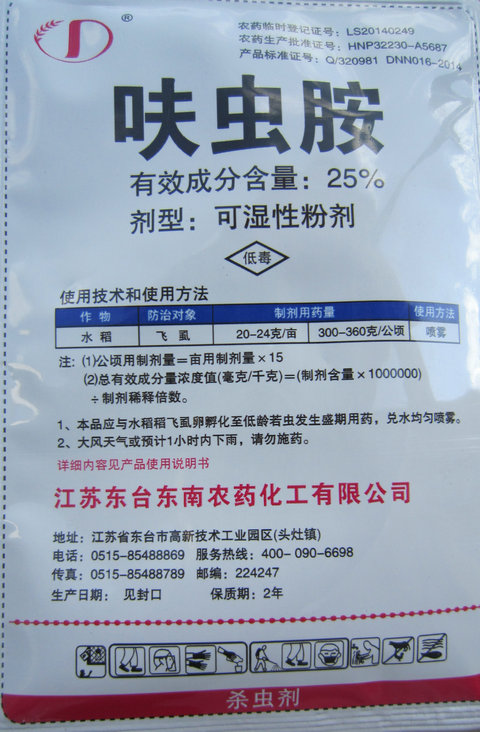 ®
农药临时登记证号：LS20140249
农药生产批准证号：HNP32230-A5687
产品标准证号：Q/320981 DNN016-2014
呋虫胺
有效成分含量：25%
剂型：可湿性粉剂
低毒
使用技术和使用方法
作 物 防治对象 制剂用药量 使用方法
水 稻 飞 虱 20-24克/亩 300-360克/公顷 喷雾
注：(1)公顷用制剂量＝亩用制剂量×15
(2)总有效成分量浓度值(毫克/千克)＝(制剂含量×1000000)
÷制剂稀释倍数。
1、本品应与水稻稻飞虱卵孵化至低龄若虫发生盛期用药，兑水均匀喷雾。
2、大风天气或预计1小时内下雨，请勿施药。
详细内容见产品使用说明书
江苏东台东南农药化工有限公司
地址：江苏省东台市高新技术工业园区(头灶镇)
电话：0515-85488869 服务热线：400- 090-6698
传真：0515-85488789 邮编：224247
生产日期： 见封口 保质期：2年
杀虫剂